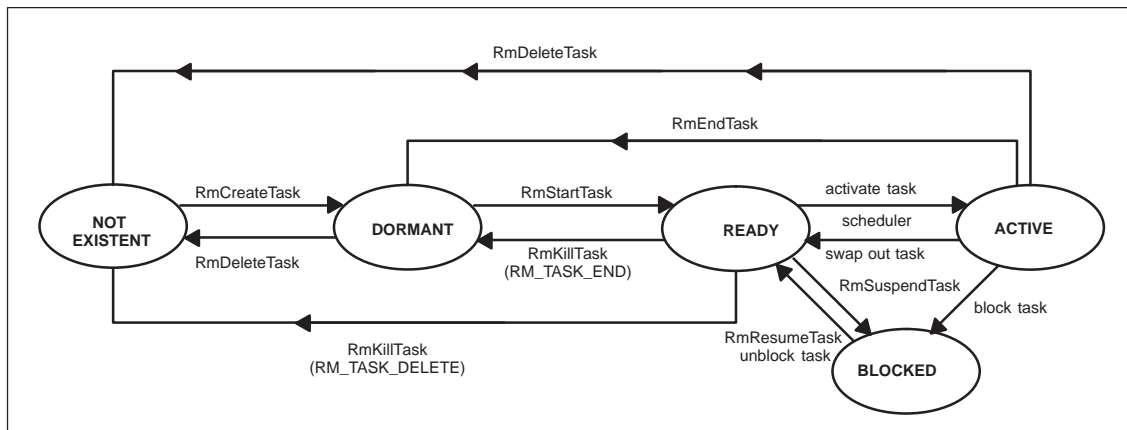 RmDeleteTask
RmEndTask
RmCreateTask
RmStartTask
activate task
NOT
EXISTENT
DORMANT
READY
scheduler
ACTIVE
RmDeleteTask
RmKillTask
(RM_TASK_END)
swap out task
RmSuspendTask
block task
RmResumeTask
unblock task
RmKillTask
(RM_TASK_DELETE)
BLOCKED